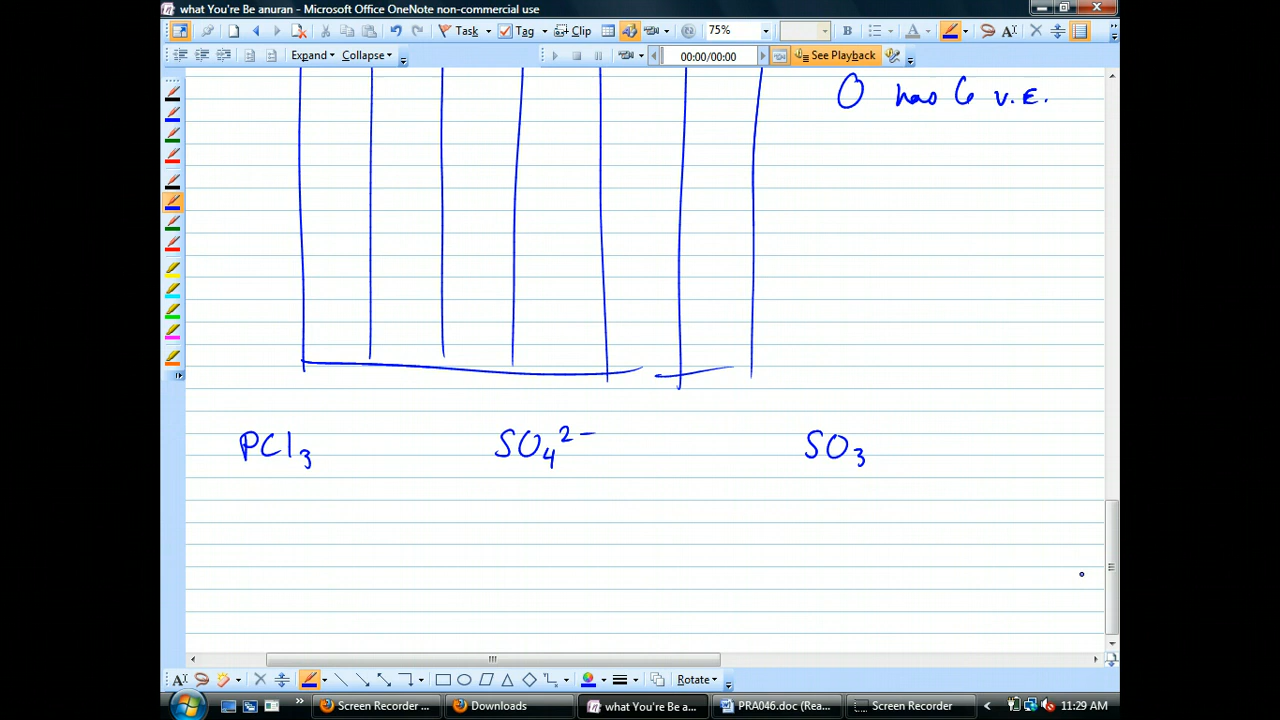 what You're Be anuran - Microsoft Office OneNote non-commercial use
Task Tag Clip 75% B A
Expand Collapse 00:00/00:00 See Playback
O has 6 v.E.
PCl₃ SO₄²⁻ SO₃
Rotate
Screen Recorder ... Downloads what You're Be a... PRA046.doc (Rea... Screen Recorder 11:29 AM